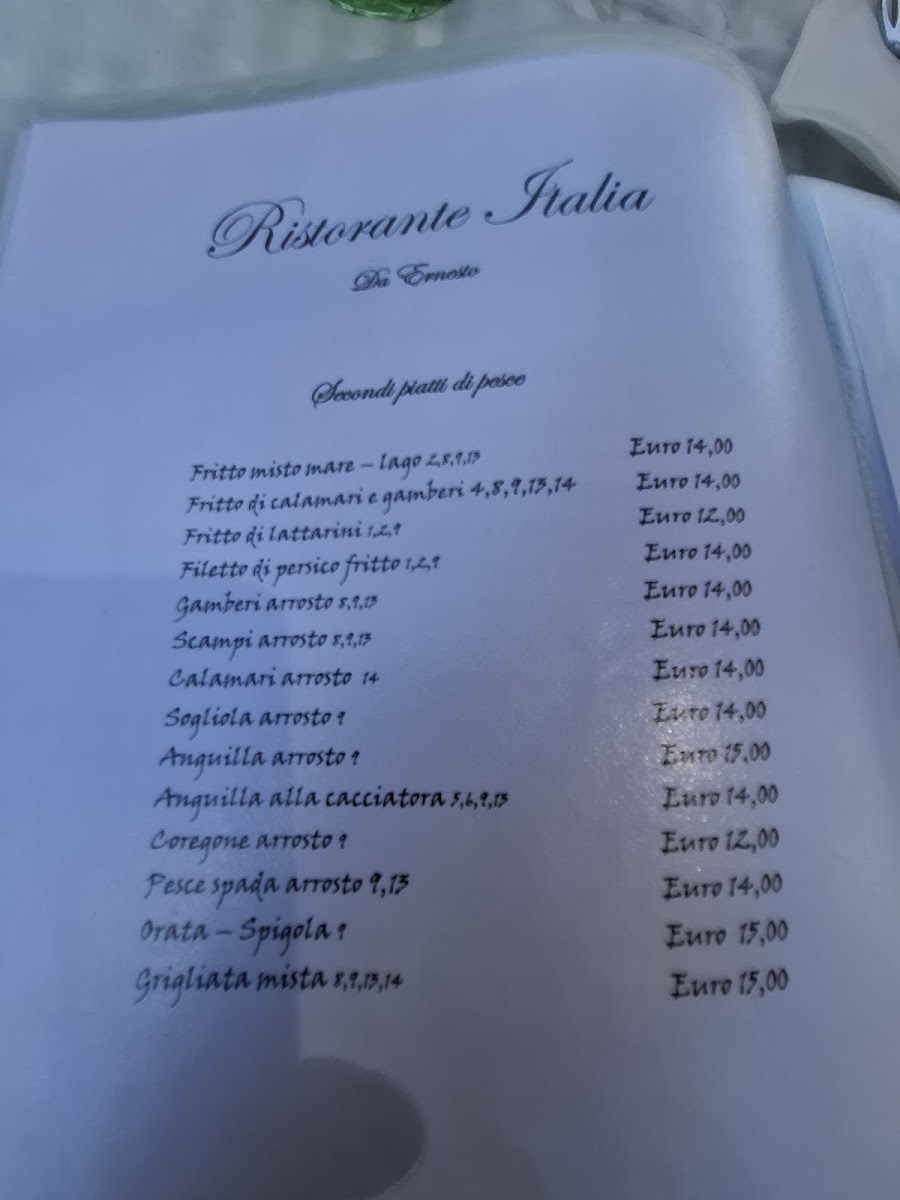 Ristorante Italia
Da Ernesto
Secondi piatti di pesce
Fritto misto mare – lago 2,8,9,13 Euro 14,00
Fritto di calamari e gamberi 4,8,9,13,14 Euro 14,00
Fritto di lattarini 1,2,9 Euro 12,00
Filetto di persico fritto 1,2,9 Euro 14,00
Gamberi arrosto 8,9,13 Euro 14,00
Scampi arrosto 8,9,13 Euro 14,00
Calamari arrosto 14 Euro 14,00
Sogliola arrosto 9 Euro 14,00
Anguilla arrosto 9 Euro 15,00
Anguilla alla cacciatora 5,6,9,13 Euro 14,00
Coregone arrosto 9 Euro 12,00
Pesce spada arrosto 9,13 Euro 14,00
Orata – Spigola 9 Euro 15,00
Grigliata mista 8,9,13,14 Euro 15,00